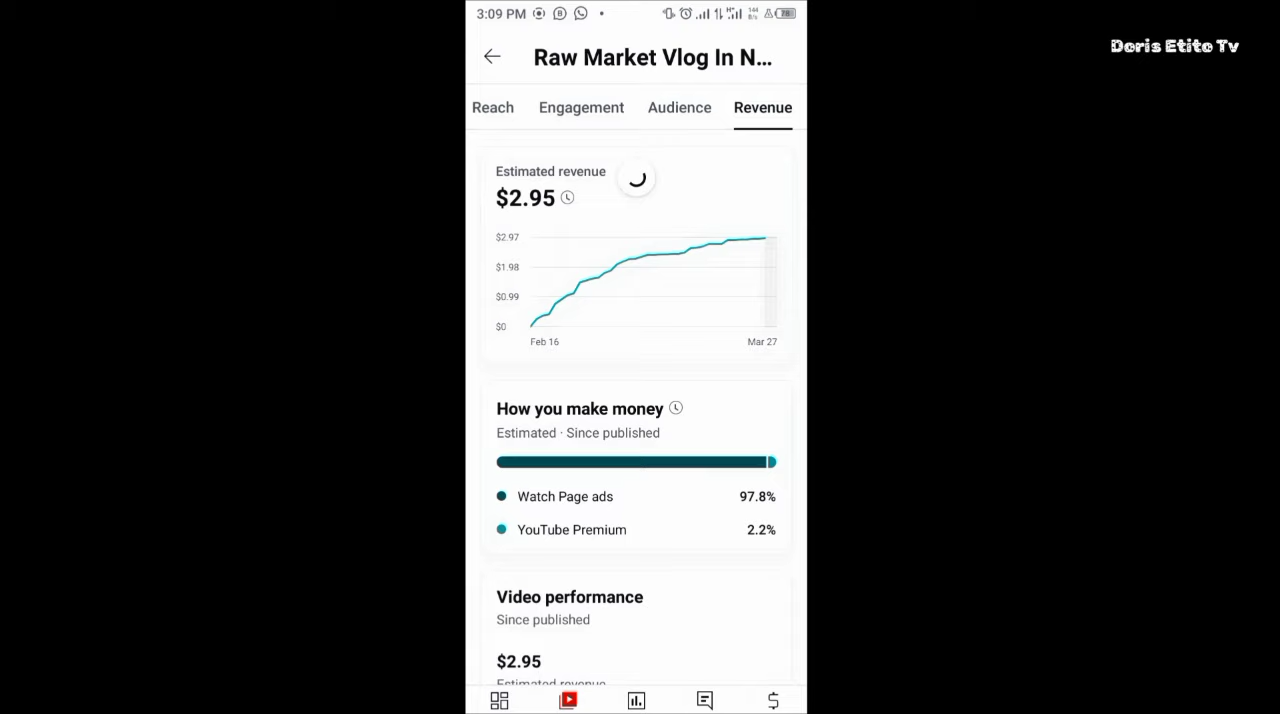 3:09 PM
Doris Etito Tv
Raw Market Vlog In N...
Reach Engagement Audience Revenue
Estimated revenue
$2.95
$2.97
$1.98
$0.99
$0
Feb 16 Mar 27
How you make money
Estimated · Since published
Watch Page ads 97.8%
YouTube Premium 2.2%
Video performance
Since published
$2.95
Estimated revenue